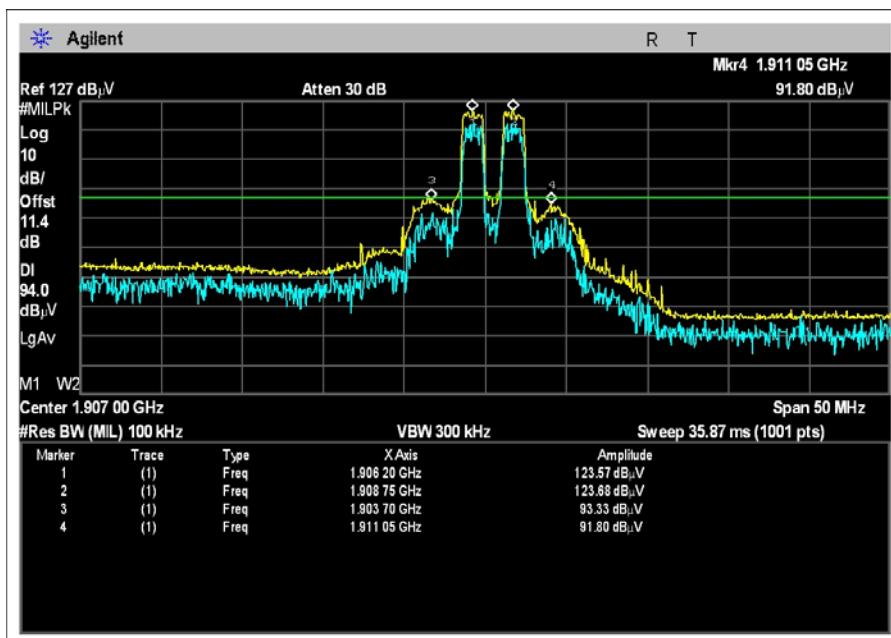 Agilent R T
Mkr4 1.911 05 GHz
Ref 127 dBµV Atten 30 dB 91.80 dBµV
#MILPk
Log
10
dB/
Offst
11.4
dB
DI
94.0
dBµV
LgAv
M1 W2
3
4
Center 1.907 00 GHz Span 50 MHz
#Res BW (MIL) 100 kHz VBW 300 kHz Sweep 35.87 ms (1001 pts)
Marker Trace Type X Axis Amplitude
1 (1) Freq 1.906 20 GHz 123.57 dBµV
2 (1) Freq 1.908 75 GHz 123.68 dBµV
3 (1) Freq 1.903 70 GHz 93.33 dBµV
4 (1) Freq 1.911 05 GHz 91.80 dBµV